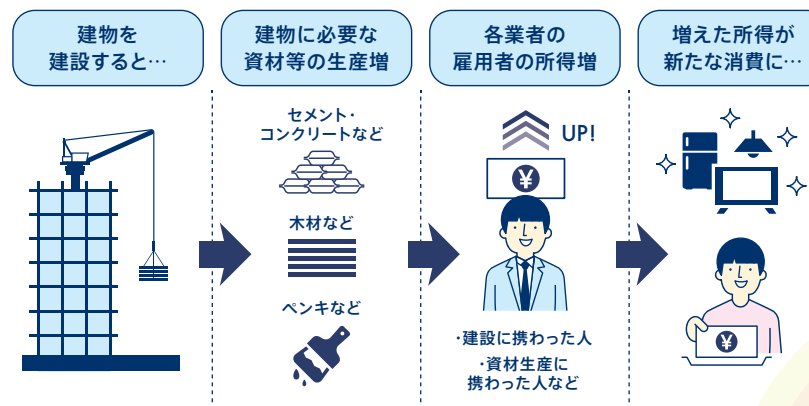 建物を
建設すると…
建物に必要な
資材等の生産増
各業者の
雇用者の所得増
増えた所得が
新たな消費に…
セメント・
コンクリートなど
木材など
ペンキなど
UP!
¥
・建設に携わった人
・資材生産に
携わった人など
¥